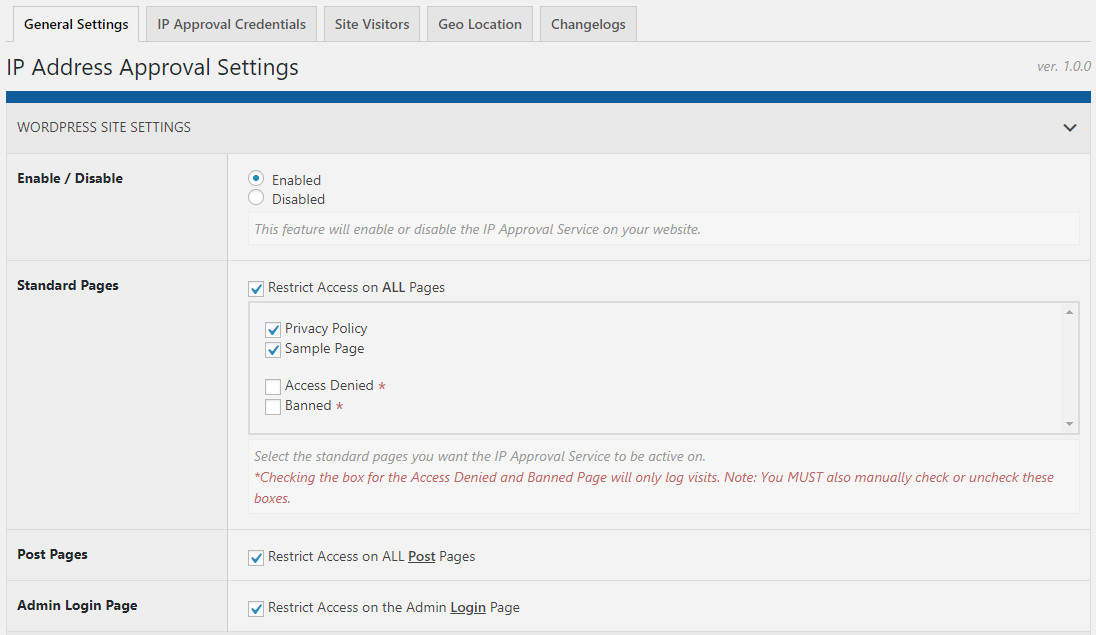 General Settings IP Approval Credentials Site Visitors Geo Location Changelogs
IP Address Approval Settings ver. 1.0.0
WORDPRESS SITE SETTINGS
Enable / Disable
Enabled
Disabled
This feature will enable or disable the IP Approval Service on your website.
Standard Pages
Restrict Access on ALL Pages
Privacy Policy
Sample Page
Access Denied *
Banned *
Select the standard pages you want the IP Approval Service to be active on.
*Checking the box for the Access Denied and Banned Page will only log visits. Note: You MUST also manually check or uncheck these
boxes.
Post Pages Restrict Access on ALL Post Pages
Admin Login Page Restrict Access on the Admin Login Page